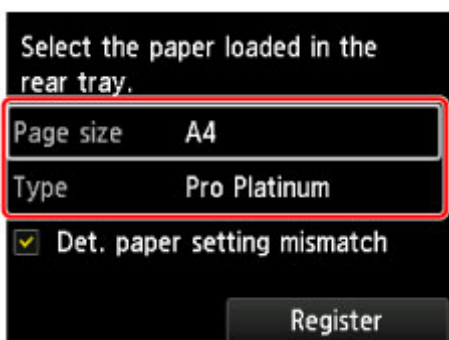 Select the paper loaded in the
rear tray.
Page size A4
Type Pro Platinum
Det. paper setting mismatch
Register